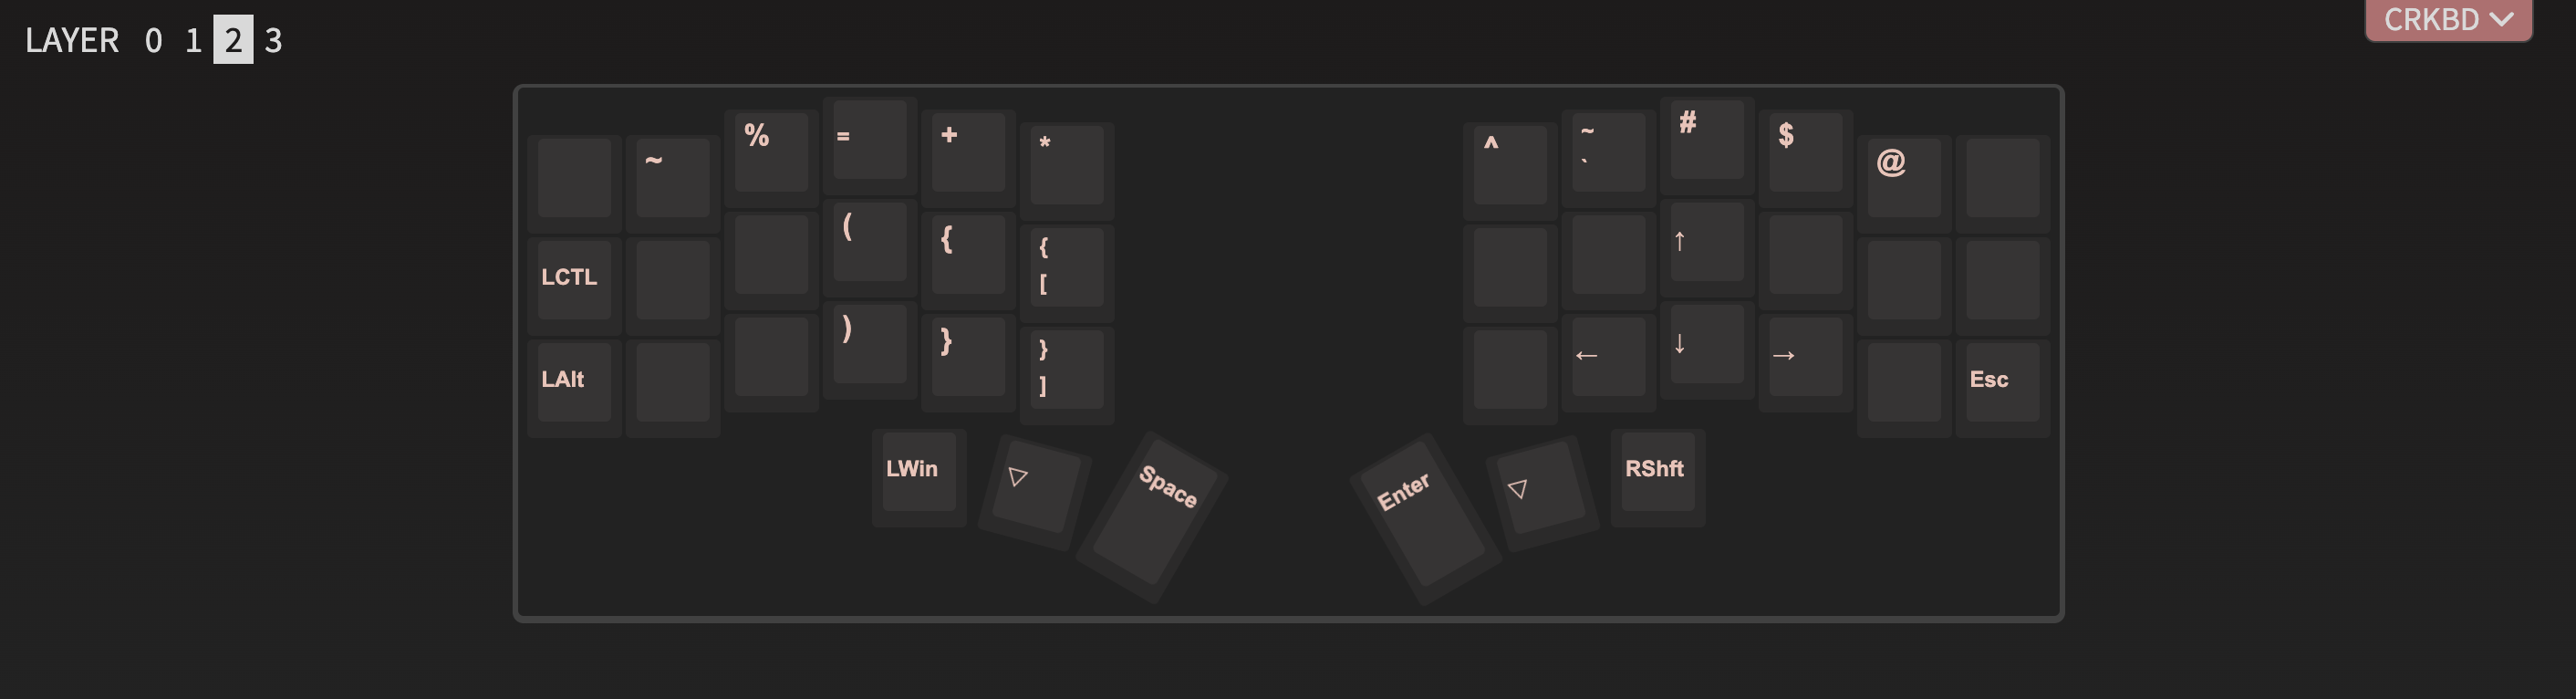 LAYER 0 1 2 3
CRKBD
~ % = + *
^ ~ ` # $ @
LCTL ( { { [
↑
LAlt ) } } ]
← ↓ → Esc
LWin ▽ Space
Enter ▽ RShft